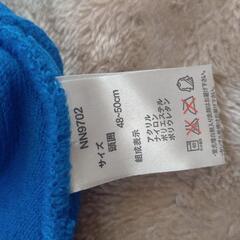 NN9702
サイズ
頭囲
48~50cm
組成表示
アクリル
ナイロン
ポリエステル
ポリウレタン